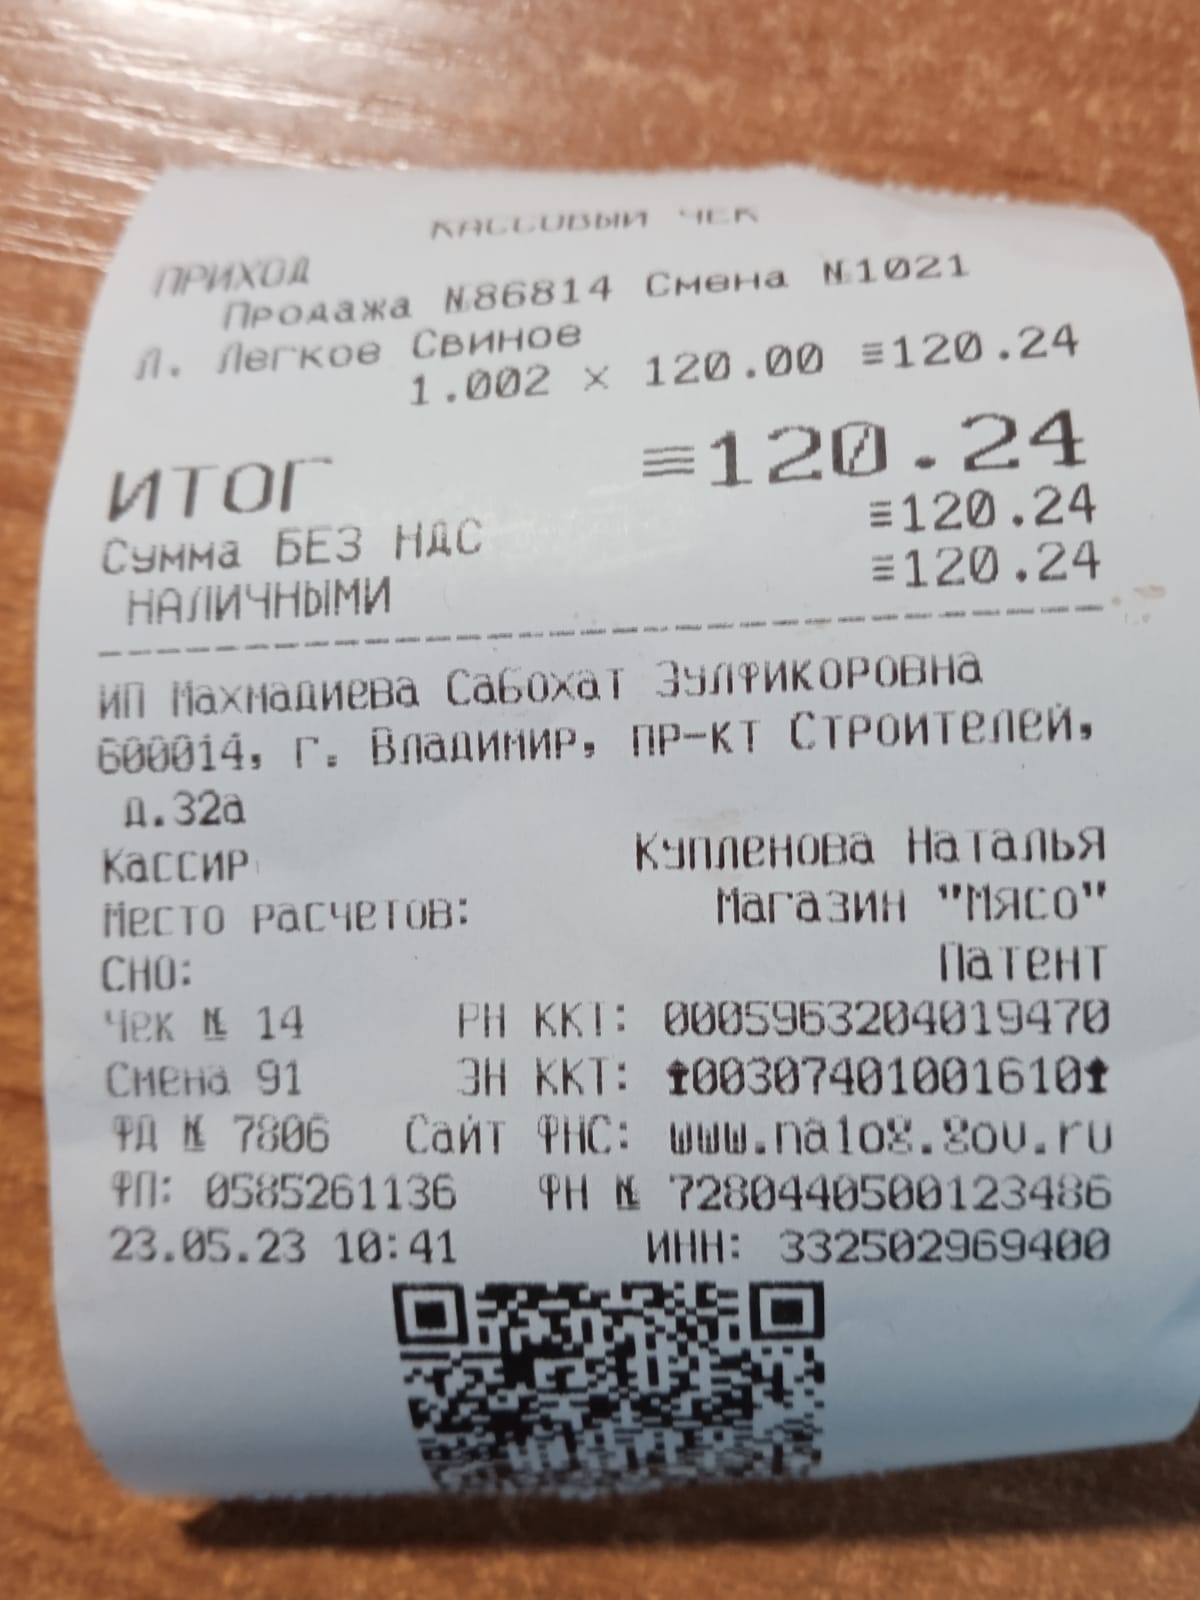 КАССОВЫЙ ЧЕК
ПРИХОД
Продажа №86814 Смена №1021
Л. Легкое Свиное
1.002 × 120.00 ≡120.24
ИТОГ ≡120.24
Сумма БЕЗ НДС ≡120.24
НАЛИЧНЫМИ ≡120.24
ИП Махмадиева Сабохат Зулфикоровна
600014, г. Владимир, пр-кт Строителей,
д.32а
Кассир Купленова Наталья
Место расчетов: Магазин "Мясо"
СНО: Патент
Чек № 14 РН ККТ: 0005963204019470
Смена 91 ЗН ККТ: 00307401001610
ФД № 7806 Сайт ФНС: www.nalog.gov.ru
ФП: 0585261136 ФН № 7280440500123486
23.05.23 10:41 ИНН: 332502969400